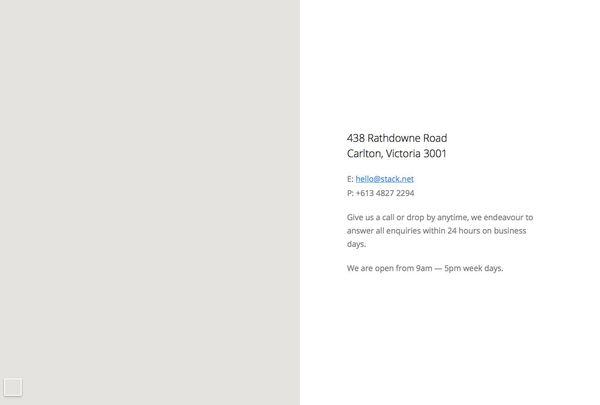 438 Rathdowne Road
Carlton, Victoria 3001
E: hello@stack.net
P: +613 4827 2294
Give us a call or drop by anytime, we endeavour to
answer all enquiries within 24 hours on business
days.
We are open from 9am — 5pm week days.